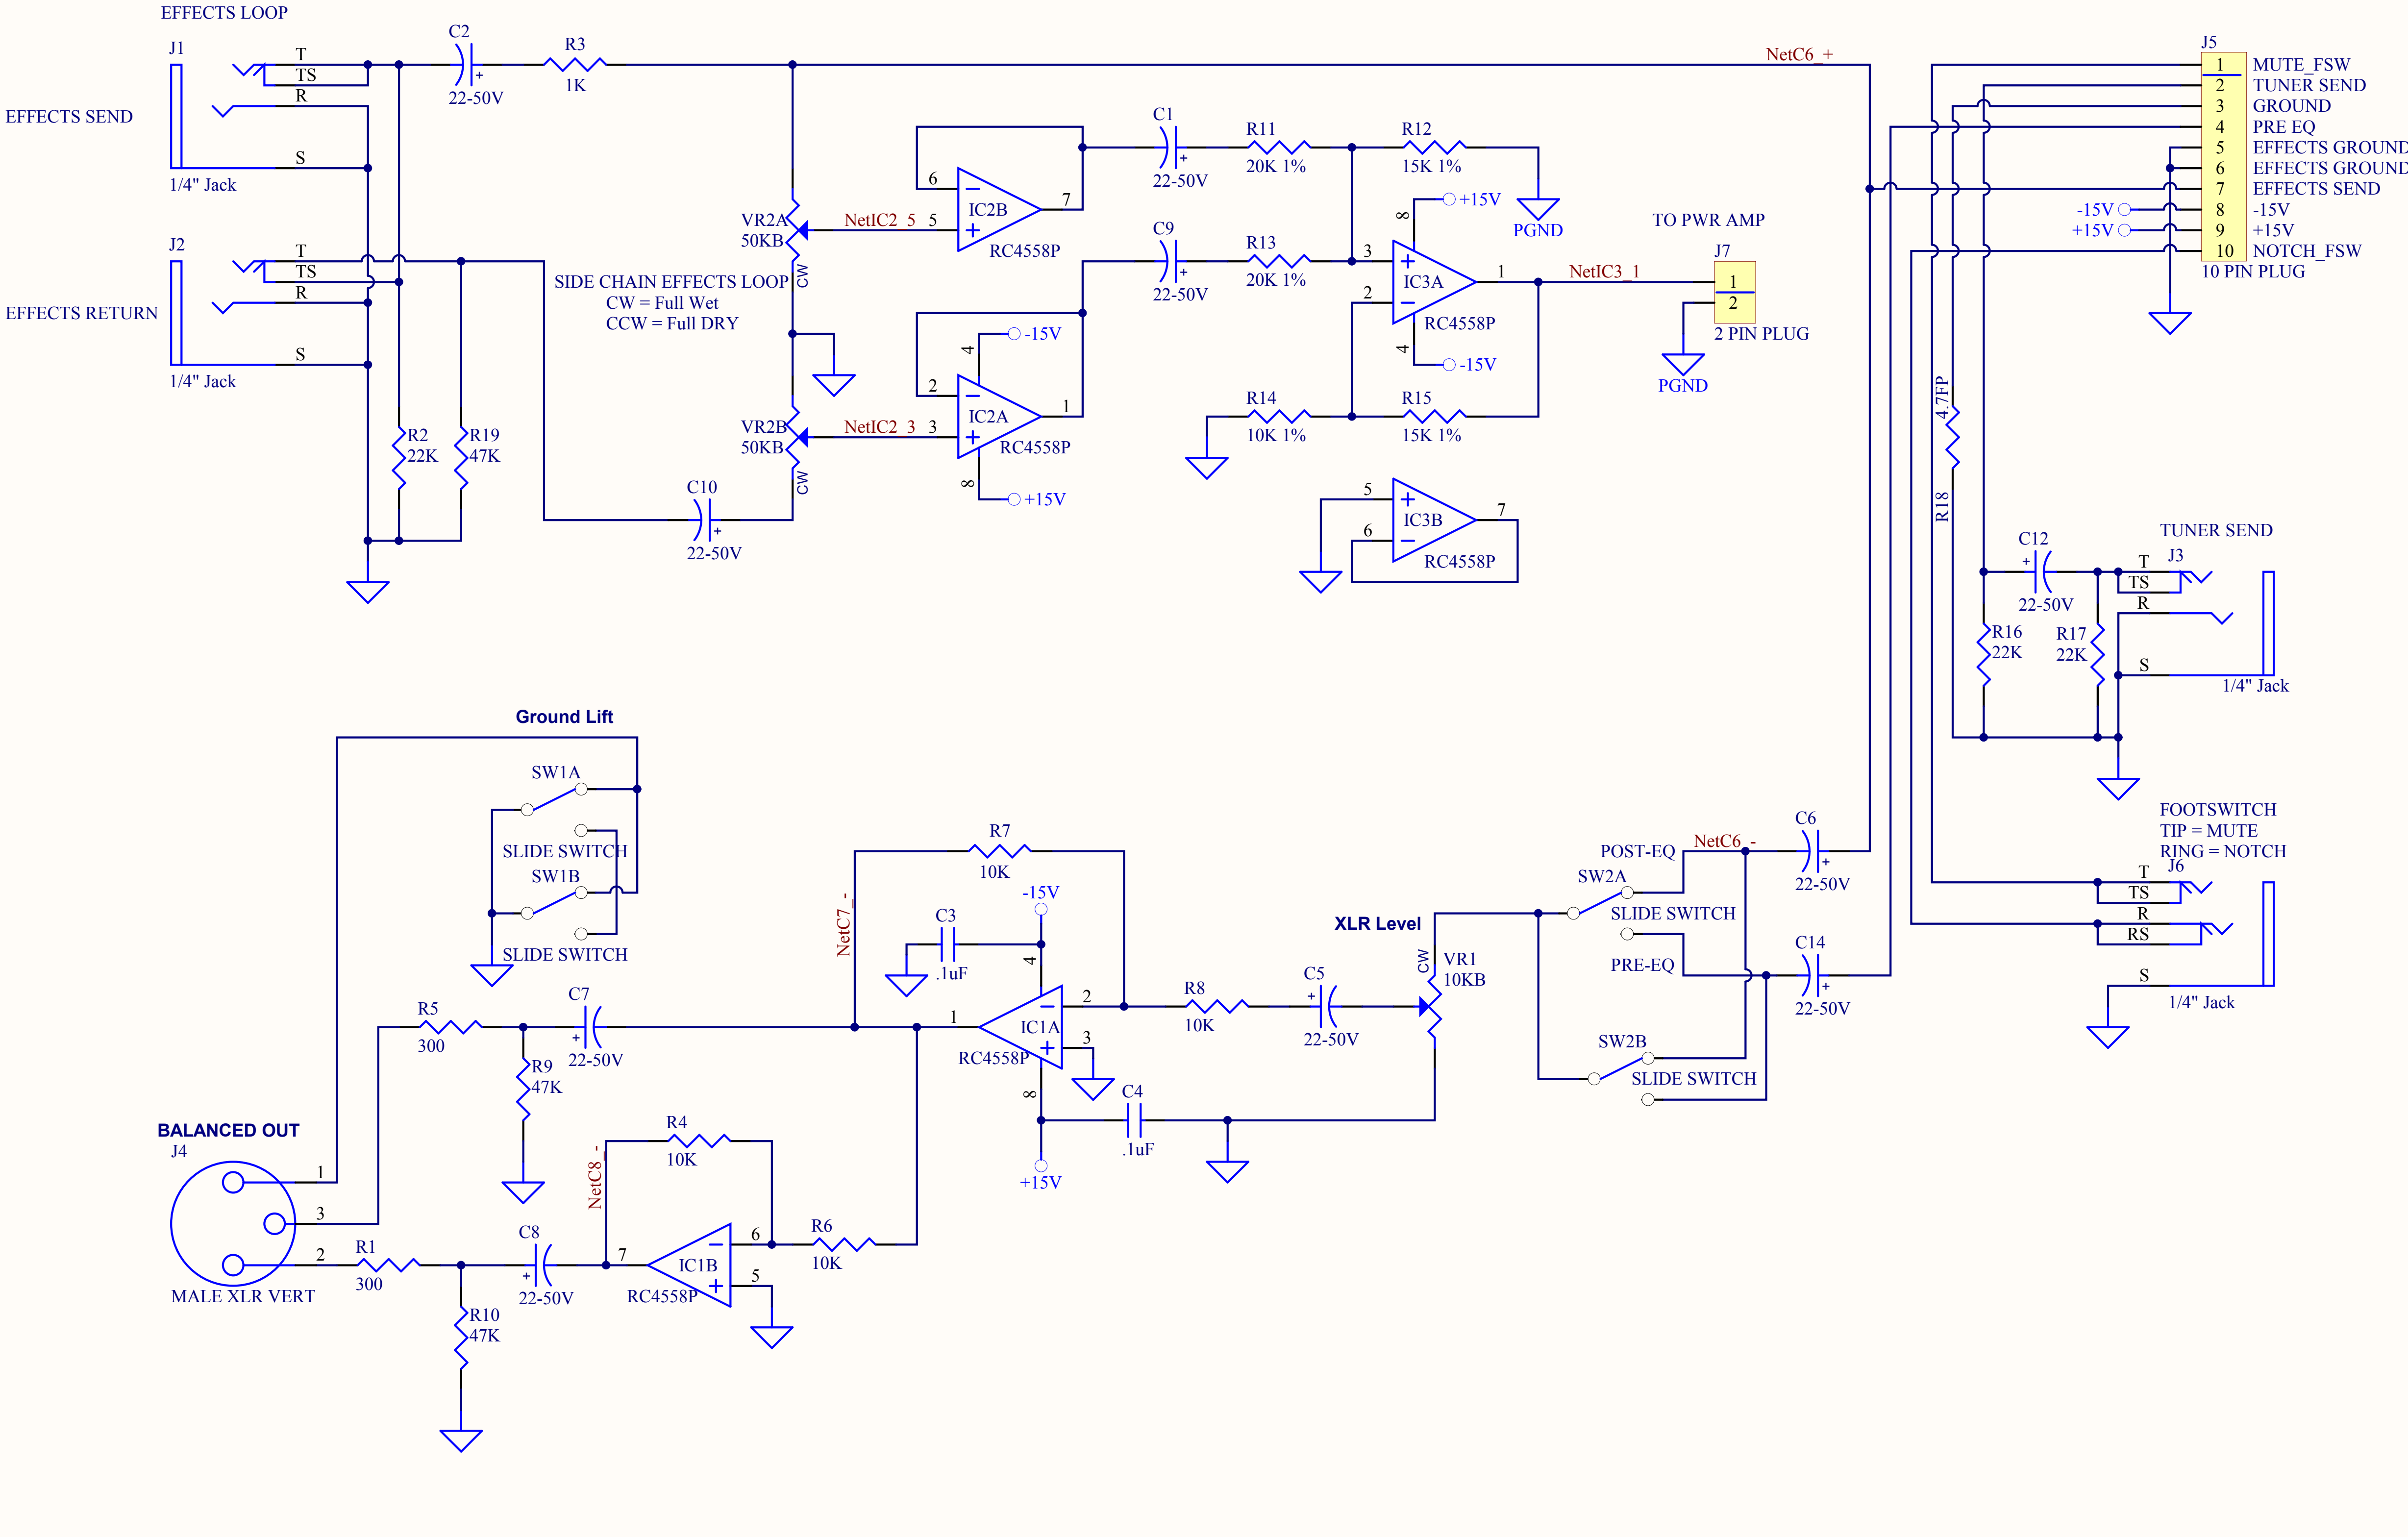 EFFECTS LOOP
J1
T
TS
R
S
EFFECTS SEND
1/4" Jack
C2
+
22-50V
R3
1K
NetC6_+
J2
T
TS
R
S
EFFECTS RETURN
1/4" Jack
R2
22K
R19
47K
SIDE CHAIN EFFECTS LOOP
CW = Full Wet
CCW = Full DRY
VR2A
50KB
CW
NetIC2_5
VR2B
50KB
CW
NetIC2_3
C10
+
22-50V
6
5
7
IC2B
RC4558P
-15V
4
2
3
1
IC2A
RC4558P
8
+15V
C1
+
22-50V
R11
20K 1%
R12
15K 1%
PGND
C9
+
22-50V
R13
20K 1%
8
+15V
3
2
1
IC3A
RC4558P
4
-15V
NetIC3_1
R14
10K 1%
R15
15K 1%
5
6
7
IC3B
RC4558P
TO PWR AMP
J7
1
2
2 PIN PLUG
PGND
J5
1 MUTE_FSW
2 TUNER SEND
3 GROUND
4 PRE EQ
5 EFFECTS GROUND
6 EFFECTS GROUND
7 EFFECTS SEND
-15V 8 -15V
+15V 9 +15V
10 NOTCH_FSW
10 PIN PLUG
4.7FP
R18
TUNER SEND
J3
C12
+
22-50V
T
TS
R
S
R16
22K
R17
22K
1/4" Jack
FOOTSWITCH
TIP = MUTE
RING = NOTCH
J6
T
TS
R
RS
S
1/4" Jack
Ground Lift
SW1A
SLIDE SWITCH
SW1B
SLIDE SWITCH
R7
10K
NetC7_-
-15V
C3
.1uF
4
2
3
1
IC1A
RC4558P
8
+15V
C4
.1uF
R8
10K
C5
+
22-50V
XLR Level
CW
VR1
10KB
POST-EQ
SW2A
SLIDE SWITCH
PRE-EQ
SW2B
SLIDE SWITCH
NetC6_-
C6
+
22-50V
C14
+
22-50V
R5
300
C7
+
22-50V
R9
47K
BALANCED OUT
J4
1
3
2
MALE XLR VERT
R1
300
R10
47K
C8
+
22-50V
NetC8_-
R4
10K
7
6
5
IC1B
RC4558P
R6
10K